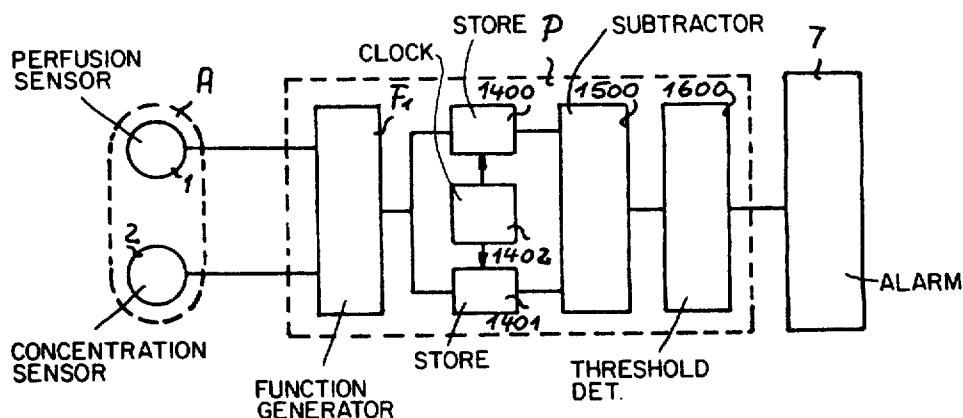 STORE P
SUBTRACTOR
7
PERFUSION
SENSOR
CLOCK
A
F1
1400
1500
1600
1
2
1402
1401
ALARM
CONCENTRATION
SENSOR
STORE
FUNCTION
GENERATOR
THRESHOLD
DET.